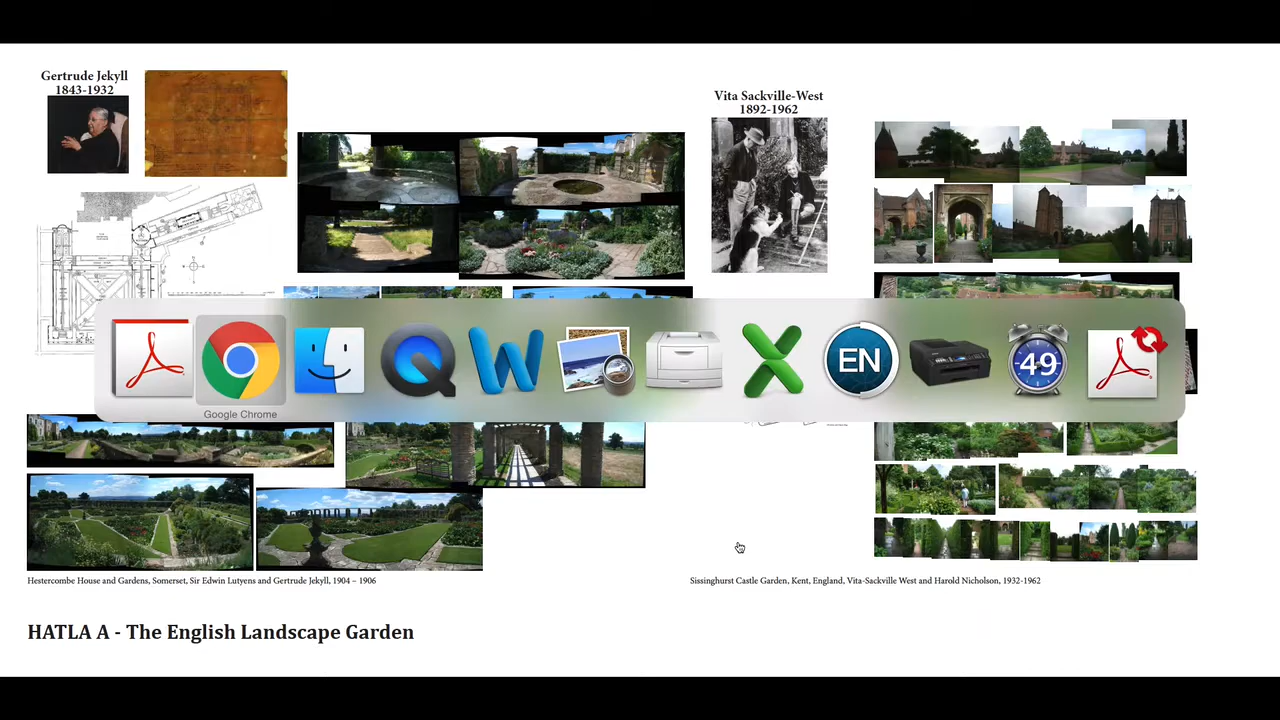 Gertrude Jekyll
1843-1932
Vita Sackville-West
1892-1962
EN
49
Google Chrome
Hestercombe House and Gardens, Somerset, Sir Edwin Lutyens and Gertrude Jekyll, 1904 – 1906
Sissinghurst Castle Garden, Kent, England, Vita-Sackville West and Harold Nicholson, 1932-1962
HATLA A - The English Landscape Garden